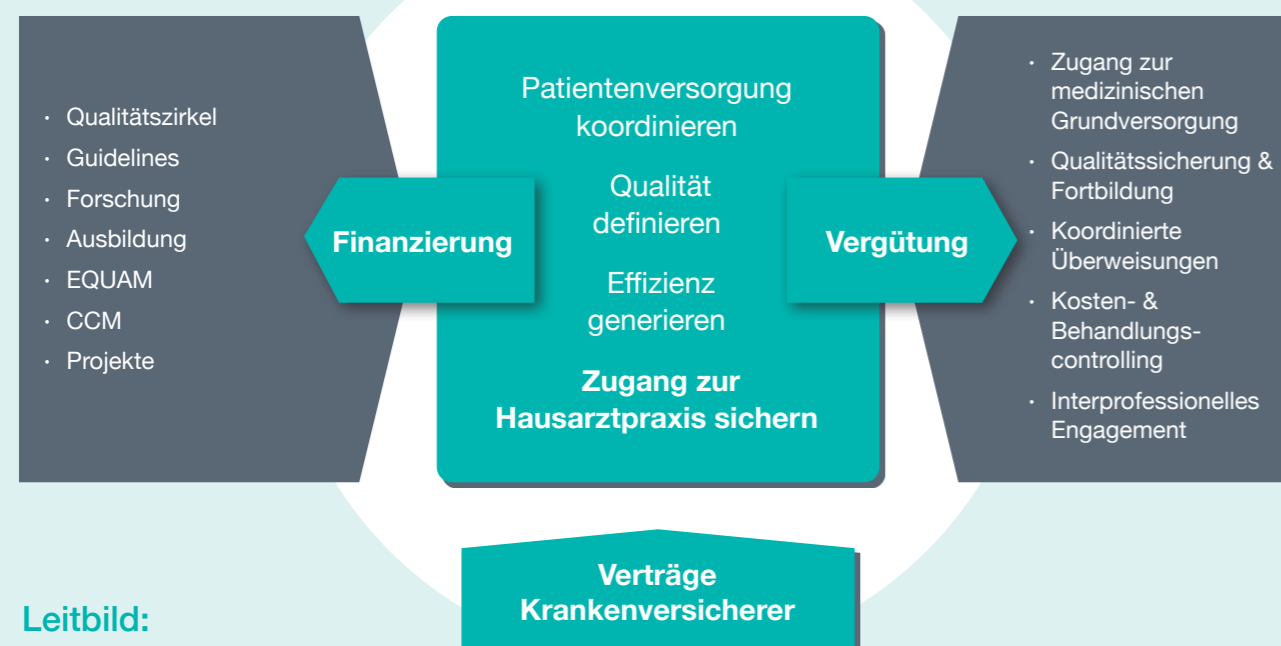 · Qualitätszirkel
· Guidelines
· Forschung
· Ausbildung
· EQUAM
· CCM
· Projekte
Finanzierung
Patientenversorgung
koordinieren
Qualität
definieren
Effizienz
generieren
Zugang zur
Hausarztpraxis sichern
Vergütung
· Zugang zur
medizinischen
Grundversorgung
· Qualitätssicherung &
Fortbildung
· Koordinierte
Überweisungen
· Kosten- &
Behandlungs-
controlling
· Interprofessionelles
Engagement
Verträge
Krankenversicherer
Leitbild: